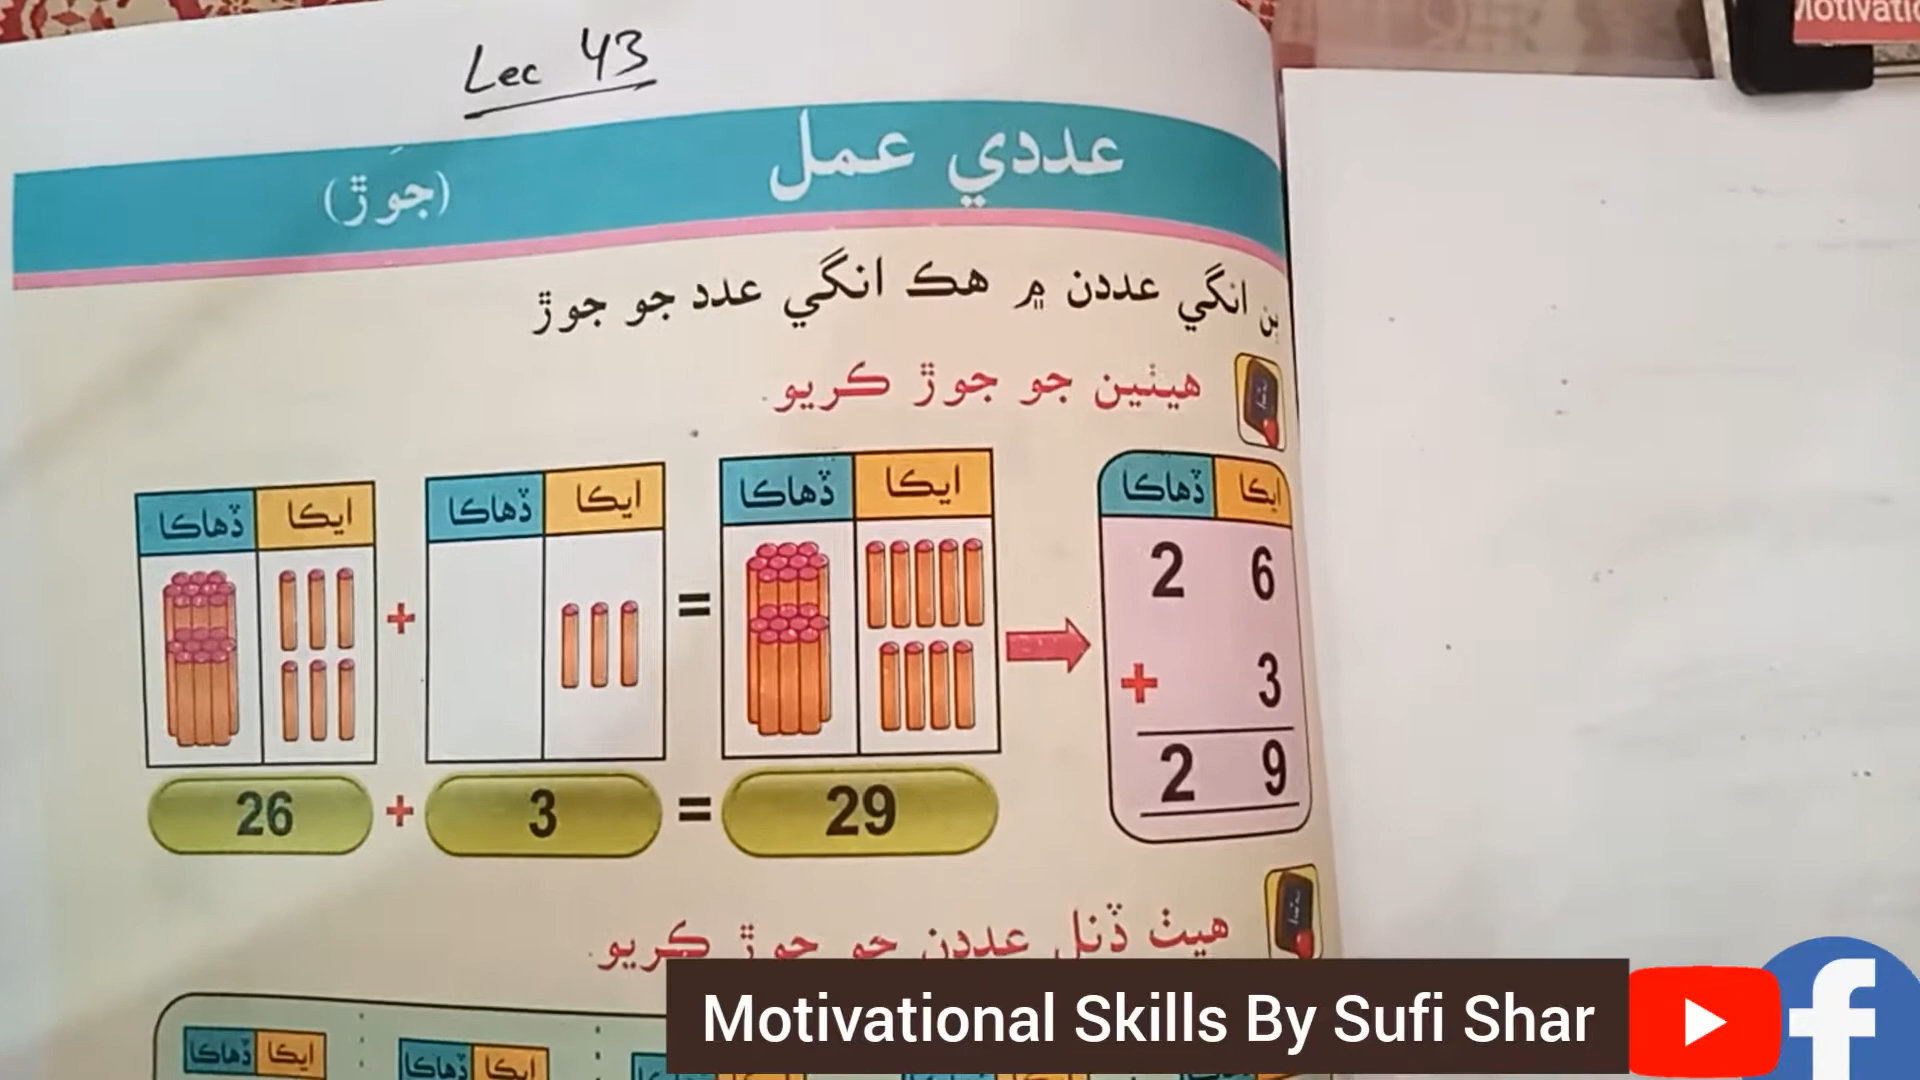 Lec 43
عددي عمل
(جوَڙ)
ٻن انگي عددن ۾ هڪ انگي عدد جو جوڙ
هيٺين جو جوڙ ڪريو.
ڏهاڪا ايڪا
ڏهاڪا ايڪا
ڏهاڪا ايڪا
ڏهاڪا ايڪا
2 6
+ 3
2 9
+ =
26 + 3 = 29
هيٺ ڏنل عددن جو جوڙ ڪريو.
ڏهاڪا ايڪا
ڏهاڪا ايڪا
Motivational Skills By Sufi Shar